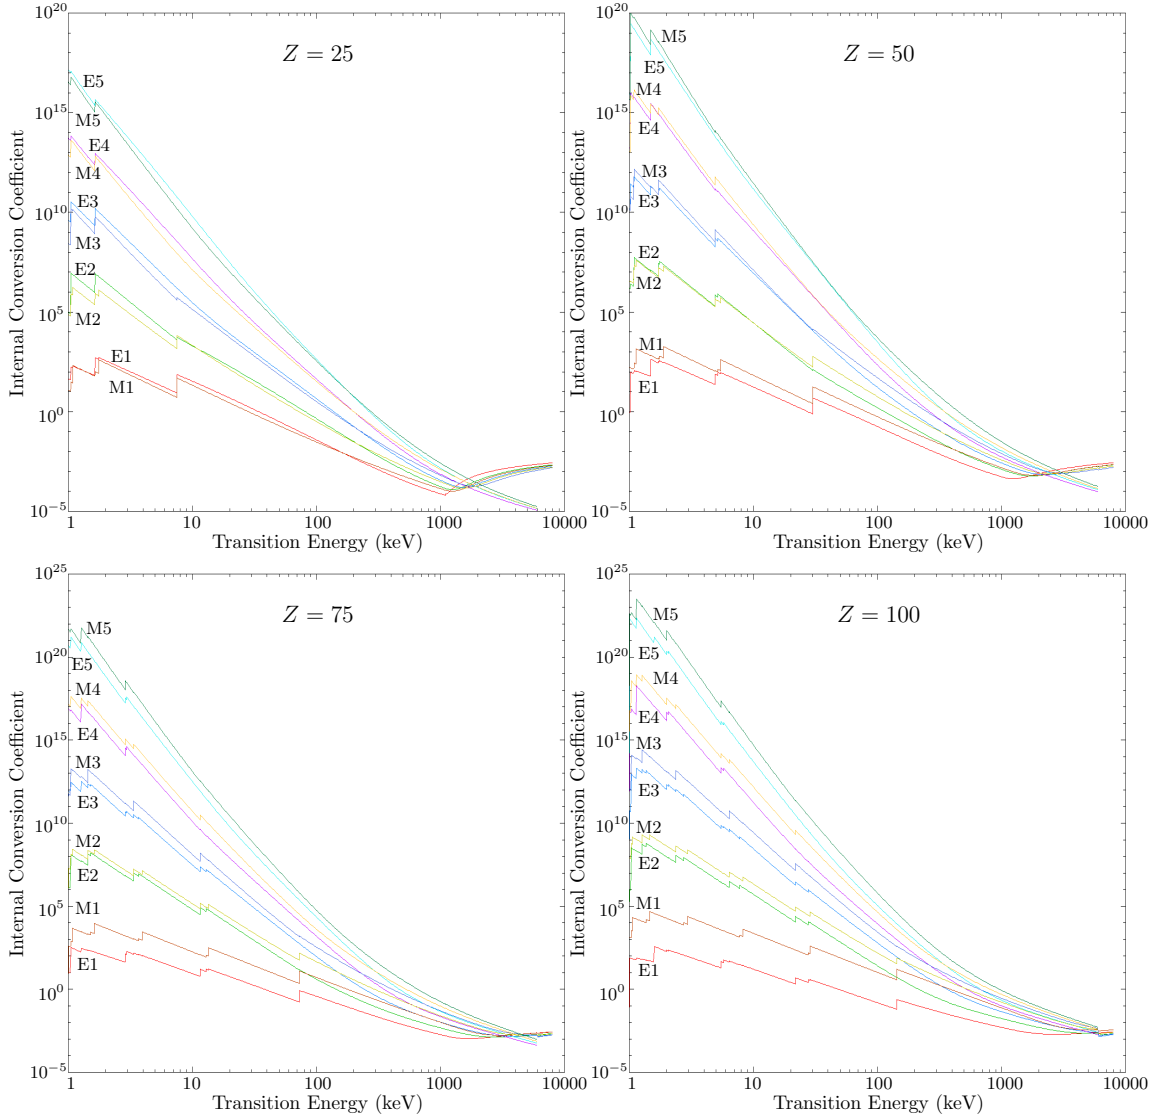 Z = 25
Internal Conversion Coefficient
10^20
10^15
10^10
10^5
10^0
10^−5
E5
M5
E4
M4
E3
M3
E2
M2
E1
M1
1 10 100 1000 10000
Transition Energy (keV)
Z = 50
Internal Conversion Coefficient
10^20
10^15
10^10
10^5
10^0
10^−5
M5
E5
M4
E4
M3
E3
E2
M2
M1
E1
1 10 100 1000 10000
Transition Energy (keV)
Z = 75
Internal Conversion Coefficient
10^25
10^20
10^15
10^10
10^5
10^0
10^−5
M5
E5
M4
E4
M3
E3
M2
E2
M1
E1
1 10 100 1000 10000
Transition Energy (keV)
Z = 100
Internal Conversion Coefficient
10^25
10^20
10^15
10^10
10^5
10^0
10^−5
M5
E5
M4
E4
M3
E3
M2
E2
M1
E1
1 10 100 1000 10000
Transition Energy (keV)